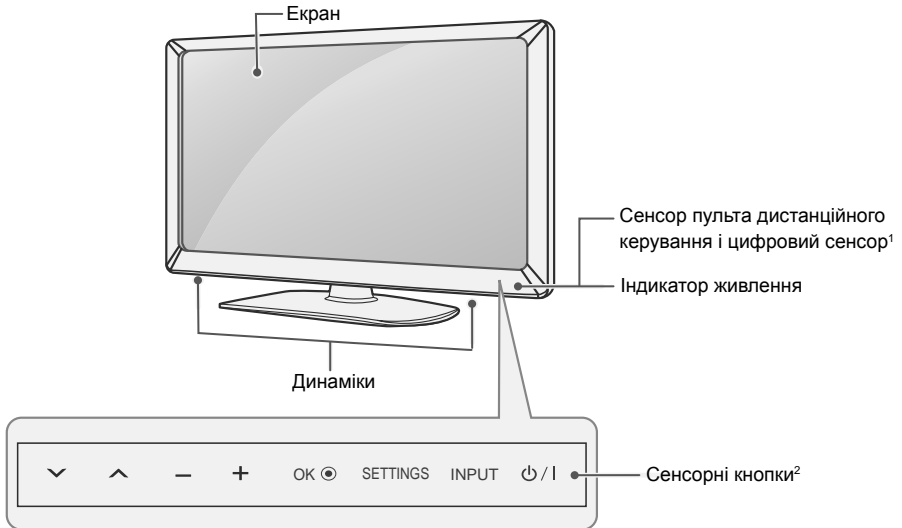 Екран
Сенсор пульта дистанційного
керування і цифровий сенсор¹
Індикатор живлення
Динаміки
OK SETTINGS INPUT /I
Сенсорні кнопки²